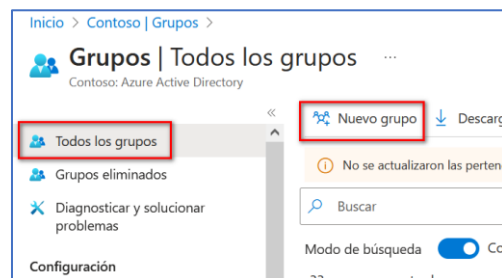 Inicio > Contoso | Grupos >
Grupos | Todos los grupos ...
Contoso: Azure Active Directory
«
Todos los grupos
Grupos eliminados
Diagnosticar y solucionar
problemas
Configuración
Nuevo grupo
No se actualizaron las
Buscar
Modo de búsqueda